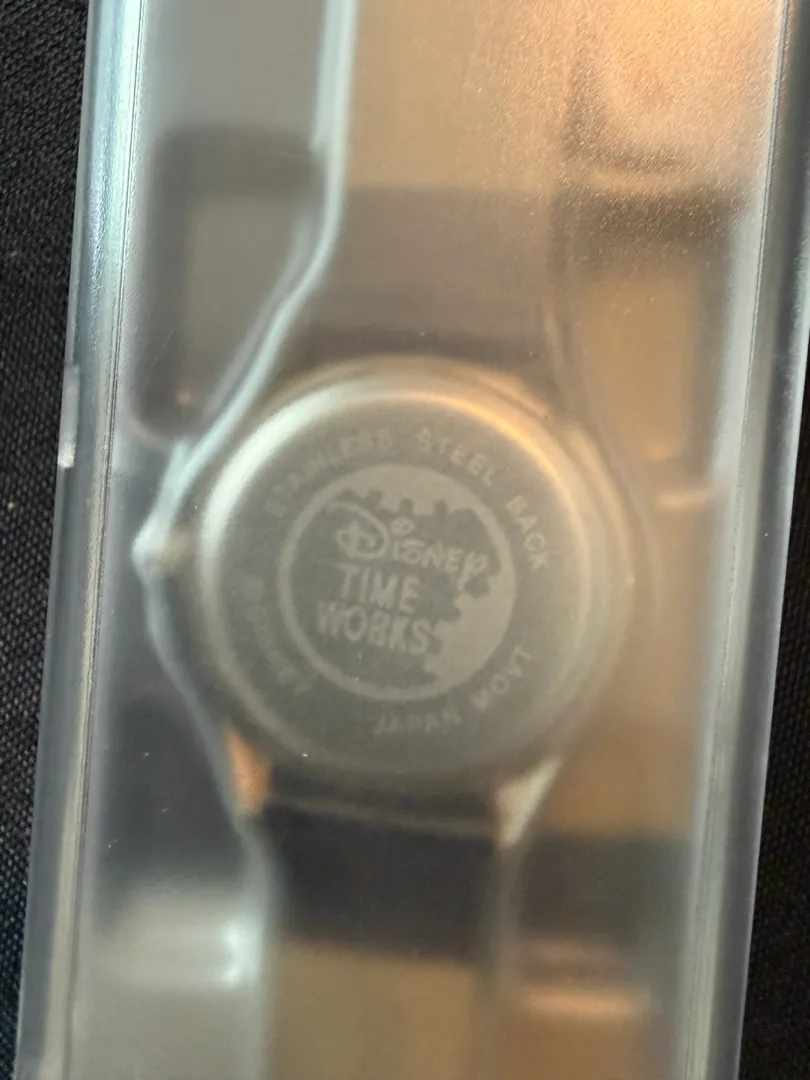 STAINLESS STEEL BACK
Disney
TIME
WORKS
JAPAN MOVT